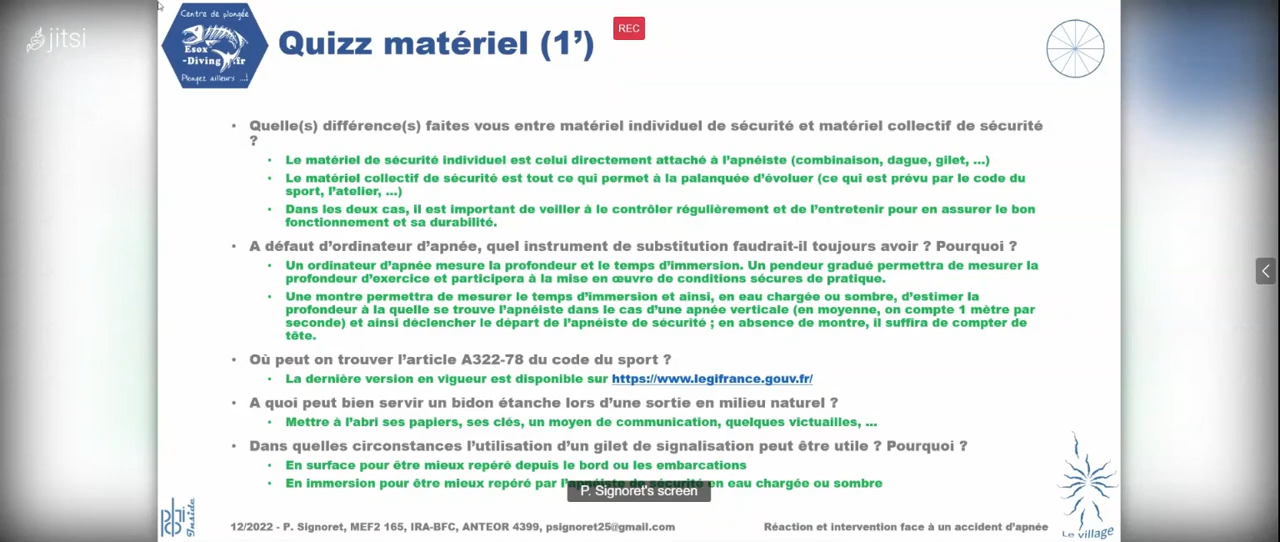 jitsi
Centre de plongée
Esox
-Diving.fr
Plongez ailleurs ...!
Quizz matériel (1')
REC
• Quelle(s) différence(s) faites vous entre matériel individuel de sécurité et matériel collectif de sécurité
?
• Le matériel de sécurité individuel est celui directement attaché à l'apnéiste (combinaison, dague, gilet, ...)
• Le matériel collectif de sécurité est tout ce qui permet à la palanquée d'évoluer (ce qui est prévu par le code du
sport, l'atelier, ...)
• Dans les deux cas, il est important de veiller à le contrôler régulièrement et de l'entretenir pour en assurer le bon
fonctionnement et sa durabilité.
• A défaut d'ordinateur d'apnée, quel instrument de substitution faudrait-il toujours avoir ? Pourquoi ?
• Un ordinateur d'apnée mesure la profondeur et le temps d'immersion. Un pendeur gradué permettra de mesurer la
profondeur d'exercice et participera à la mise en œuvre de conditions sécures de pratique.
• Une montre permettra de mesurer le temps d'immersion et ainsi, en eau chargée ou sombre, d'estimer la
profondeur à la quelle se trouve l'apnéiste dans le cas d'une apnée verticale (en moyenne, on compte 1 mètre par
seconde) et ainsi déclencher le départ de l'apnéiste de sécurité ; en absence de montre, il suffira de compter de
tête.
• Où peut on trouver l'article A322-78 du code du sport ?
• La dernière version en vigueur est disponible sur https://www.legifrance.gouv.fr/
• A quoi peut bien servir un bidon étanche lors d'une sortie en milieu naturel ?
• Mettre à l'abri ses papiers, ses clés, un moyen de communication, quelques victuailles, ...
• Dans quelles circonstances l'utilisation d'un gilet de signalisation peut être utile ? Pourquoi ?
• En surface pour être mieux repéré depuis le bord ou les embarcations
• En immersion pour être mieux repéré par l'apnéiste de sécurité en eau chargée ou sombre
P. Signoret's screen
Inside
12/2022 - P. Signoret, MEF2 165, IRA-BFC, ANTEOR 4399, psignoret25@gmail.com
Réaction et intervention face à un accident d'apnée
Le village